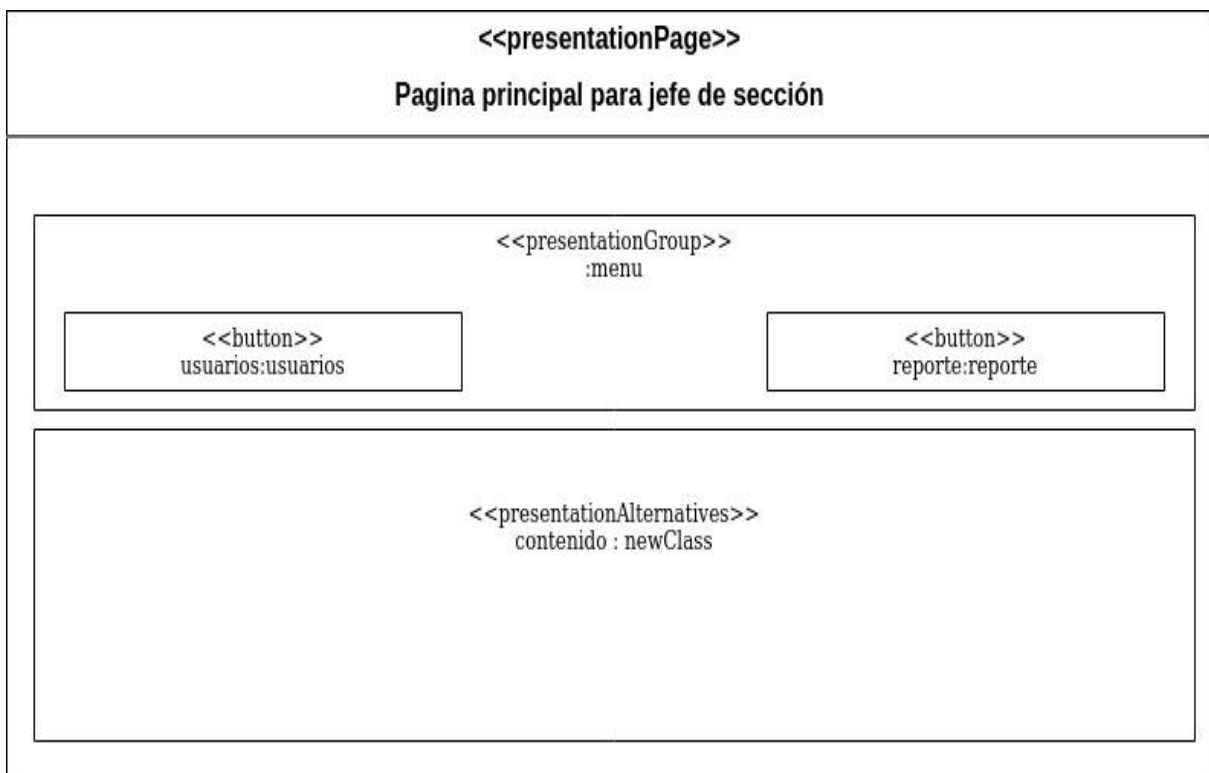 <<presentationPage>>
Pagina principal para jefe de sección
<<presentationGroup>>
:menu
<<button>>
usuarios:usuarios
<<button>>
reporte:reporte
<<presentationAlternatives>>
contenido : newClass